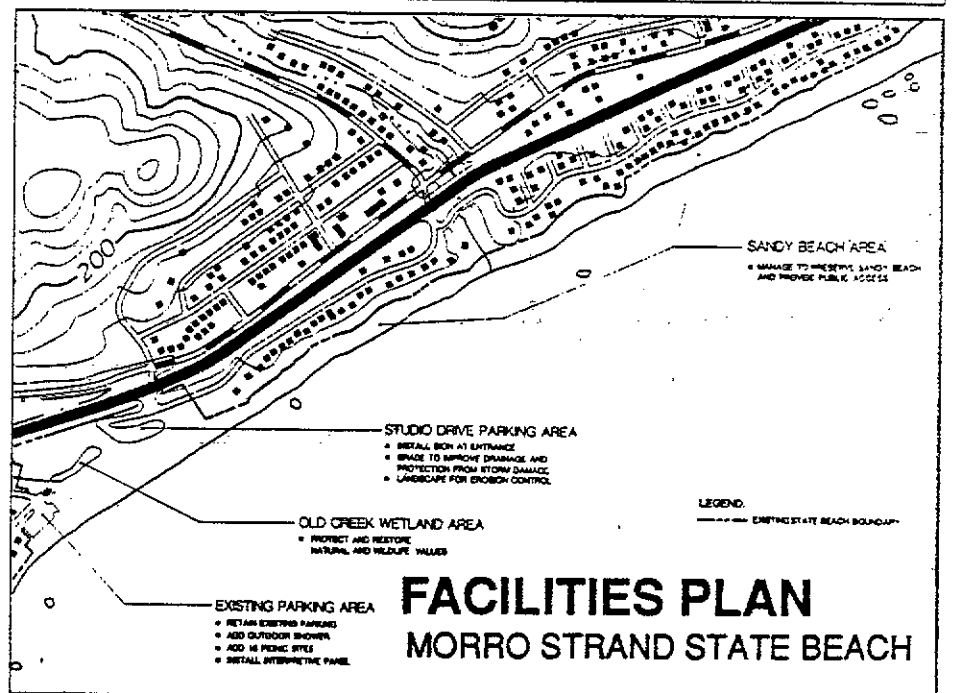 200
SANDY BEACH AREA
• MANAGE TO PRESERVE SANDY BEACH
AND PROVIDE PUBLIC ACCESS
STUDIO DRIVE PARKING AREA
• INSTALL SIGN AT ENTRANCE
• GRADE TO IMPROVE DRAINAGE AND
PROTECTION FROM STORM DAMAGE
• LANDSCAPE FOR EROSION CONTROL
OLD CREEK WETLAND AREA
• PROTECT AND RESTORE
NATURAL AND WILDLIFE VALUES
LEGEND:
EXISTING STATE BEACH BOUNDARY
EXISTING PARKING AREA
• RETAIN EXISTING PARKING
• ADD OUTDOOR SHOWER
• ADD 16 PICNIC SITES
• INSTALL INTERPRETIVE PANEL
FACILITIES PLAN
MORRO STRAND STATE BEACH